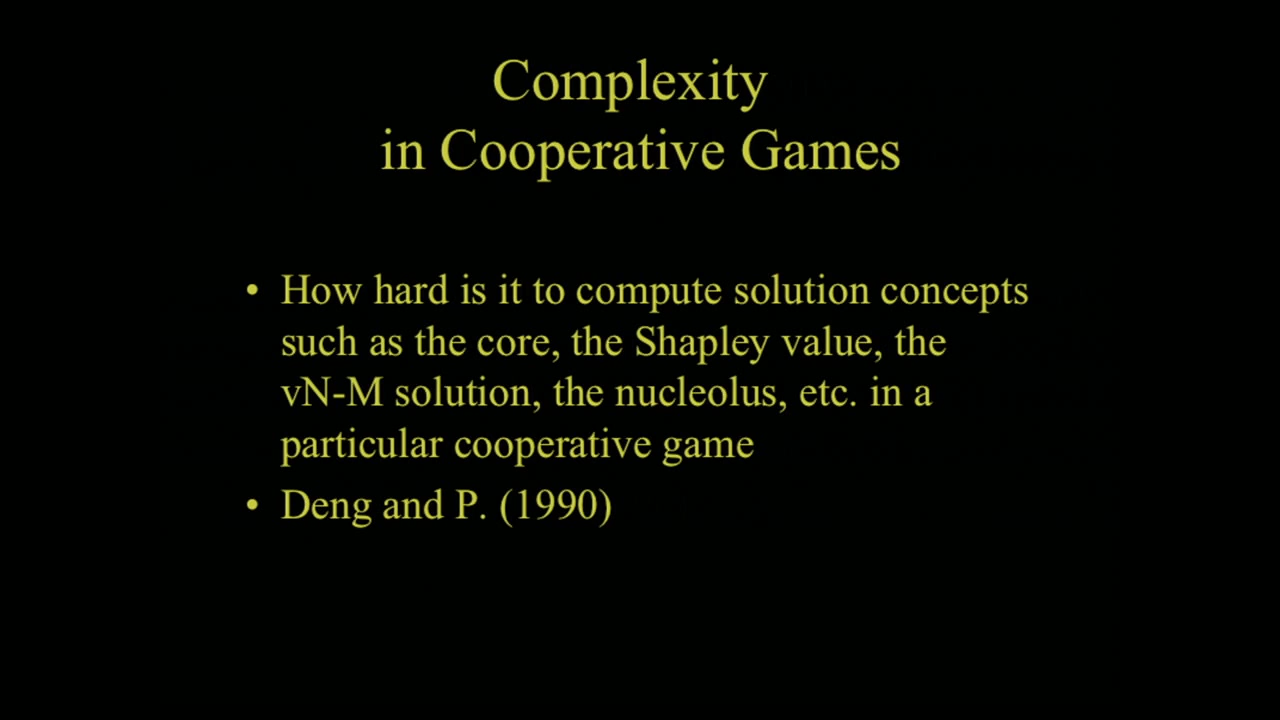 Complexity
in Cooperative Games
• How hard is it to compute solution concepts
such as the core, the Shapley value, the
vN-M solution, the nucleolus, etc. in a
particular cooperative game
• Deng and P. (1990)